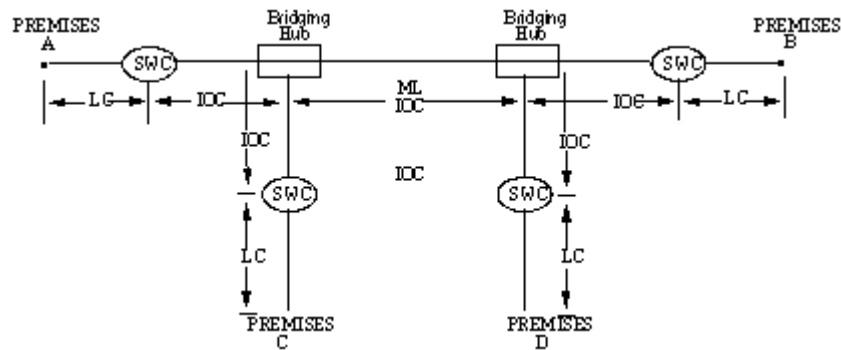 PREMISES
A
Bridging
Hub
Bridging
Hub
PREMISES
B
SWC
SWC
LC
IOC
ML
IOC
IOC
LC
IOC
IOC
IOC
SWC
SWC
LC
LC
PREMISES
C
PREMISES
D